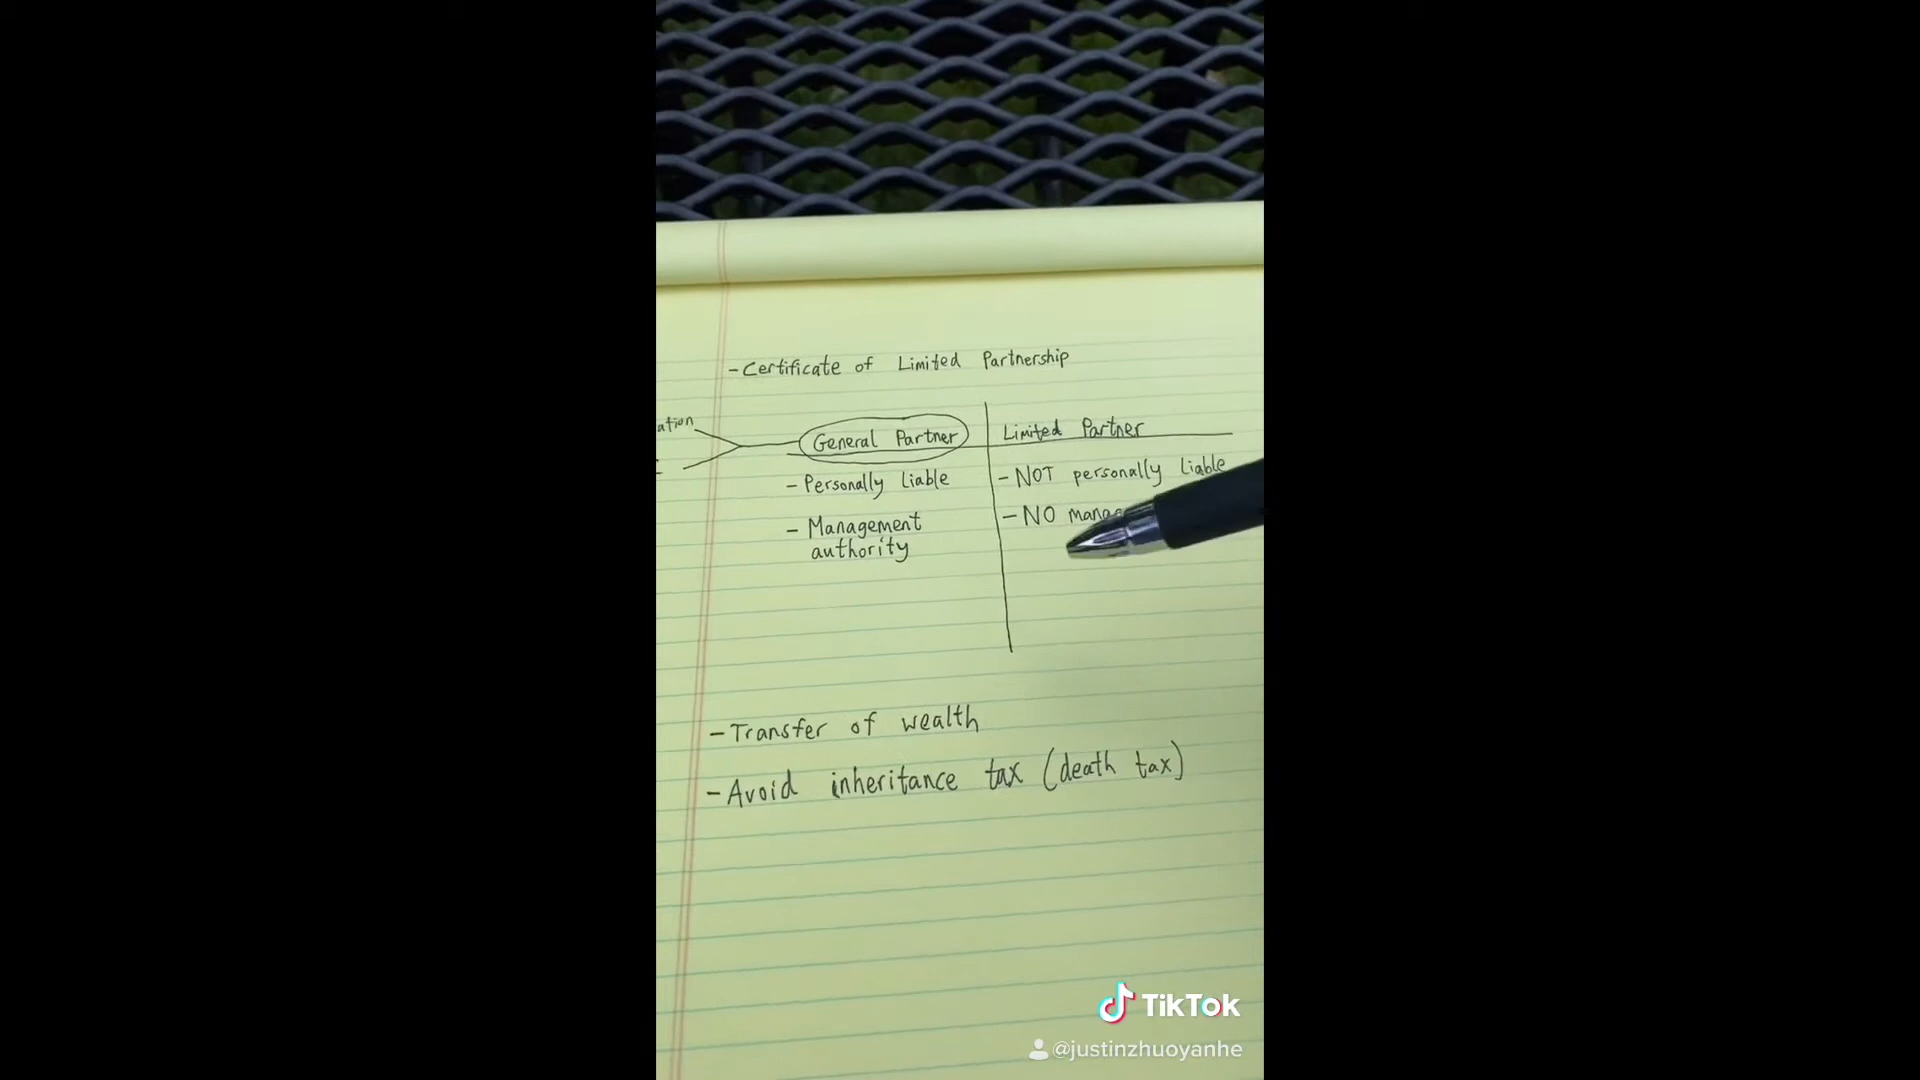 -Certificate of Limited Partnership
General Partner
Limited Partner
- Personally Liable
- NOT personally liable
- Management
authority
- NO
- Transfer of wealth
- Avoid inheritance tax (death tax)
TikTok
@justinzhuoyanhe